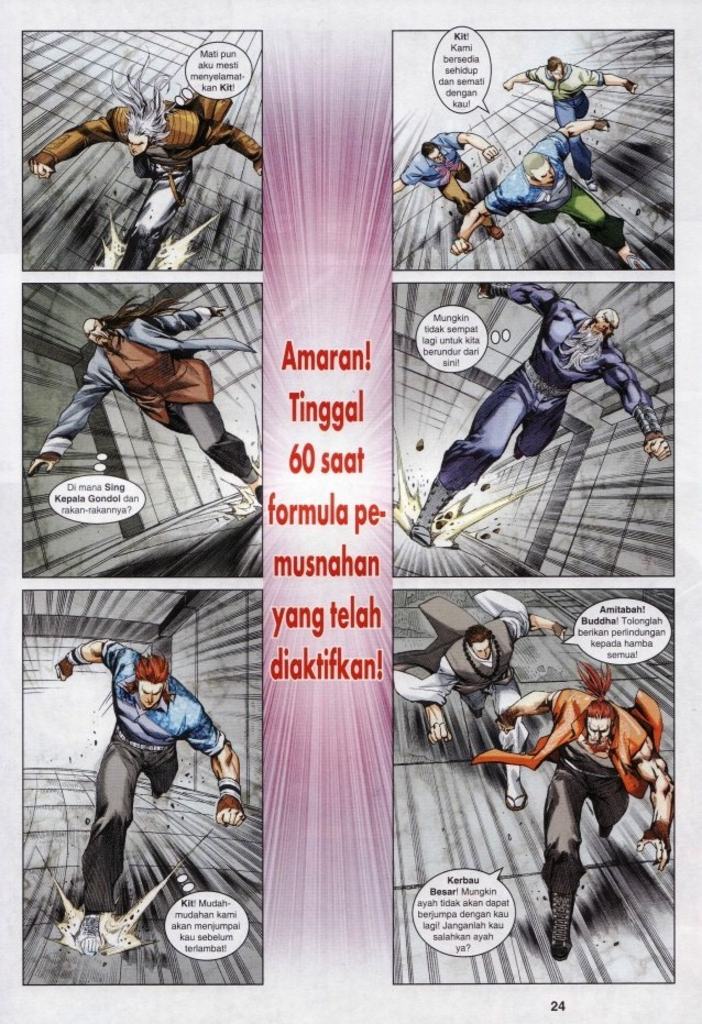 Mati pun
aku mesti
menyelamat-
kan Kit!
Kit!
Kami
bersedia
sehidup
dan semati
dengan
kau!
Di mana Sing
Kepala Gondol dan
rakan-rakannya?
Mungkin
tidak sempat
lagi untuk kita
berundur dari
sini!
Amaran!
Tinggal
60 saat
formula pe-
musnahan
yang telah
diaktifkan!
Kit! Mudah-
mudahan kami
akan menjumpai
kau sebelum
terlambat!
Amitabah!
Buddha! Tolonglah
berikan perlindungan
kepada hamba
semua!
Kerbau
Besar! Mungkin
ayah tidak akan dapat
berjumpa dengan kau
lagi! Janganlah kau
salahkan ayah
ya?
24